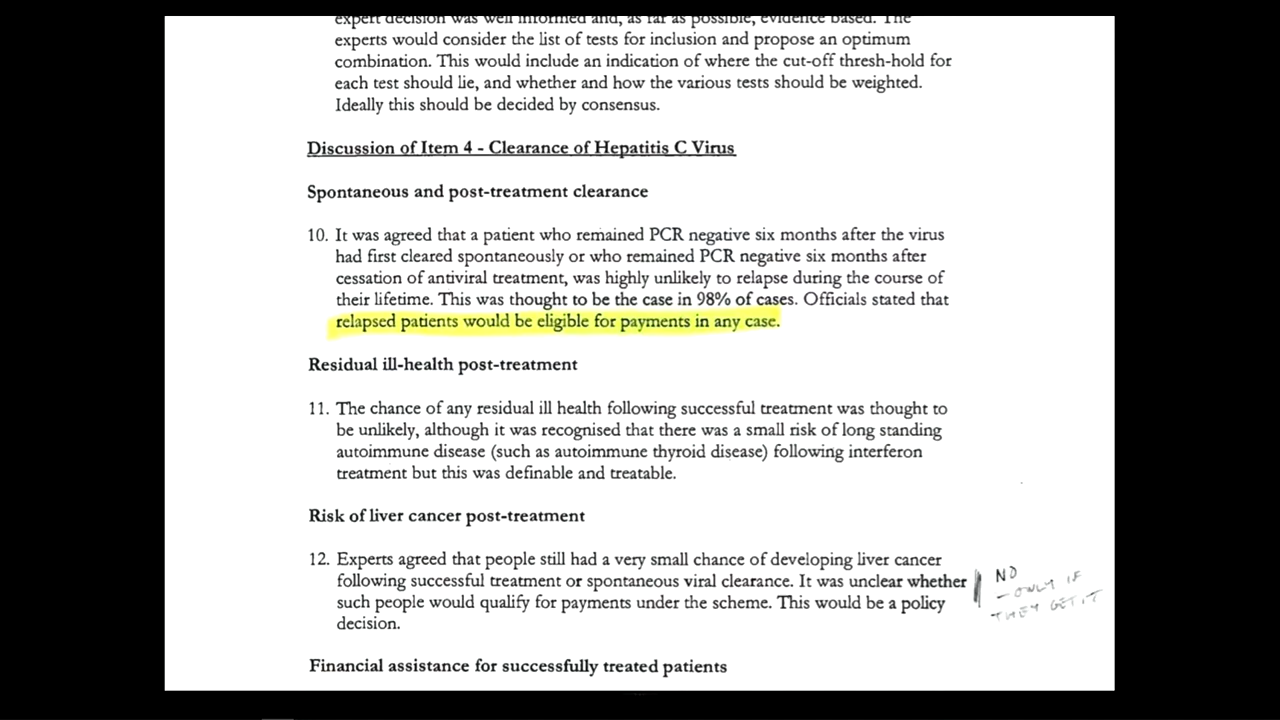 expert decision was well informed and, as far as possible, evidence based. The
experts would consider the list of tests for inclusion and propose an optimum
combination. This would include an indication of where the cut-off thresh-hold for
each test should lie, and whether and how the various tests should be weighted.
Ideally this should be decided by consensus.
Discussion of Item 4 - Clearance of Hepatitis C Virus
Spontaneous and post-treatment clearance
10. It was agreed that a patient who remained PCR negative six months after the virus
had first cleared spontaneously or who remained PCR negative six months after
cessation of antiviral treatment, was highly unlikely to relapse during the course of
their lifetime. This was thought to be the case in 98% of cases. Officials stated that
relapsed patients would be eligible for payments in any case.
Residual ill-health post-treatment
11. The chance of any residual ill health following successful treatment was thought to
be unlikely, although it was recognised that there was a small risk of long standing
autoimmune disease (such as autoimmune thyroid disease) following interferon
treatment but this was definable and treatable.
Risk of liver cancer post-treatment
12. Experts agreed that people still had a very small chance of developing liver cancer
following successful treatment or spontaneous viral clearance. It was unclear whether
such people would qualify for payments under the scheme. This would be a policy
decision.
NO
- ONLY IF
THEY GET IT
Financial assistance for successfully treated patients